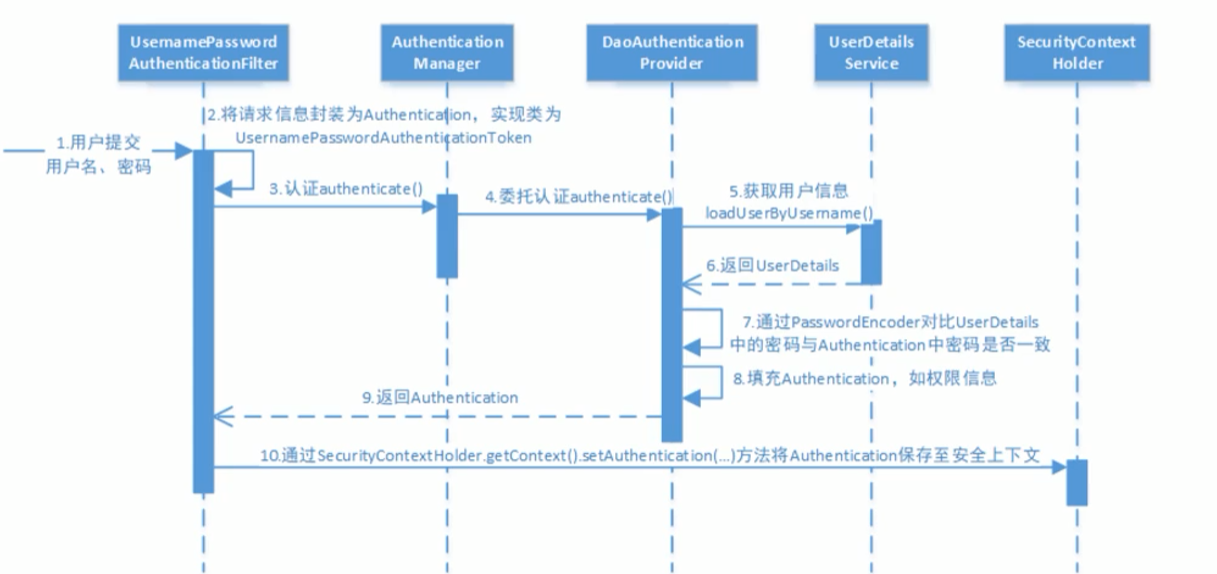 UsernamePassword
AuthenticationFilter
Authentication
Manager
DaoAuthentication
Provider
UserDetails
Service
SecurityContext
Holder
2.将请求信息封装为Authentication，实现类为
UsernamePasswordAuthenticationToken
1.用户提交
用户名、密码
3.认证authenticate()
4.委托认证authenticate()
5.获取用户信息
loadUserByUsername()
6.返回UserDetails
7.通过PasswordEncoder对比UserDetails
中的密码与Authentication中密码是否一致
8.填充Authentication，如权限信息
9.返回Authentication
10.通过SecurityContextHolder.getContext().setAuthentication(...)方法将Authentication保存至安全上下文